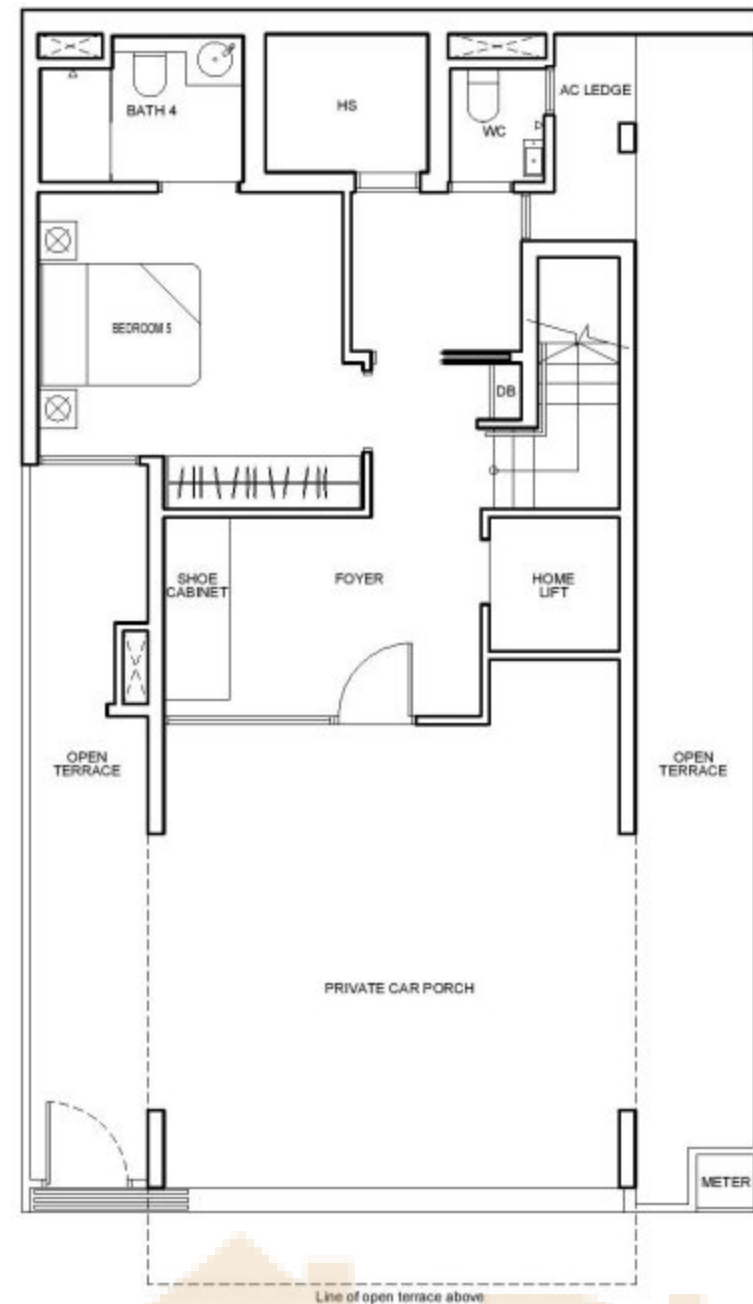 BATH 4
HS
WC
AC LEDGE
BEDROOM 5
DB
SHOE
CABINET
FOYER
HOME
LIFT
OPEN
TERRACE
OPEN
TERRACE
PRIVATE CAR PORCH
METER
Line of open terrace above